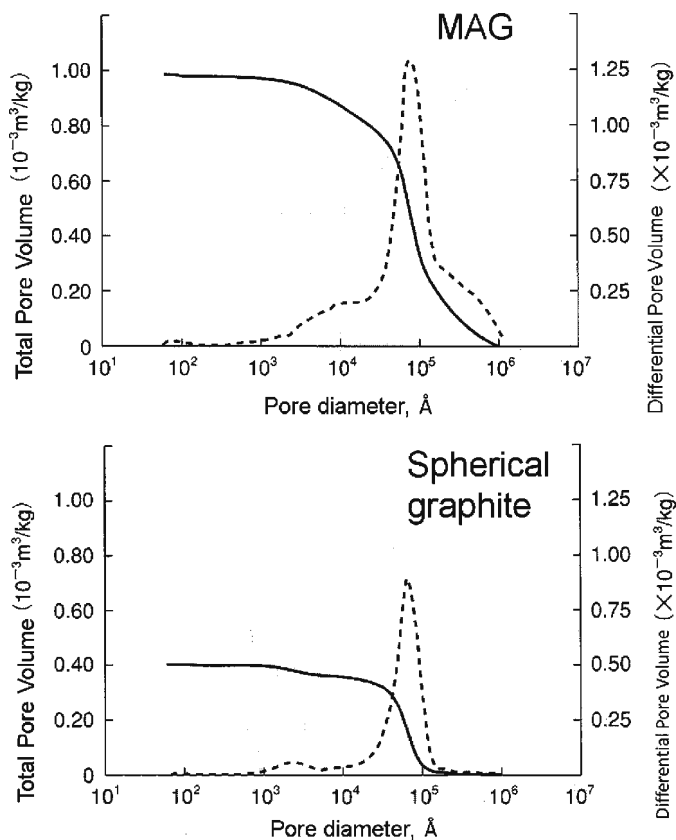 MAG
Total Pore Volume (10⁻³m³/kg)
1.00
0.80
0.60
0.40
0.20
0
1.25
1.00
0.75
0.50
0.25
Differential Pore Volume (×10⁻³m³/kg)
10¹ 10² 10³ 10⁴ 10⁵ 10⁶ 10⁷
Pore diameter, Å
Spherical
graphite
Total Pore Volume (10⁻³m³/kg)
1.00
0.80
0.60
0.40
0.20
0
1.25
1.00
0.75
0.50
0.25
Differential Pore Volume (×10⁻³m³/kg)
10¹ 10² 10³ 10⁴ 10⁵ 10⁶ 10⁷
Pore diameter, Å